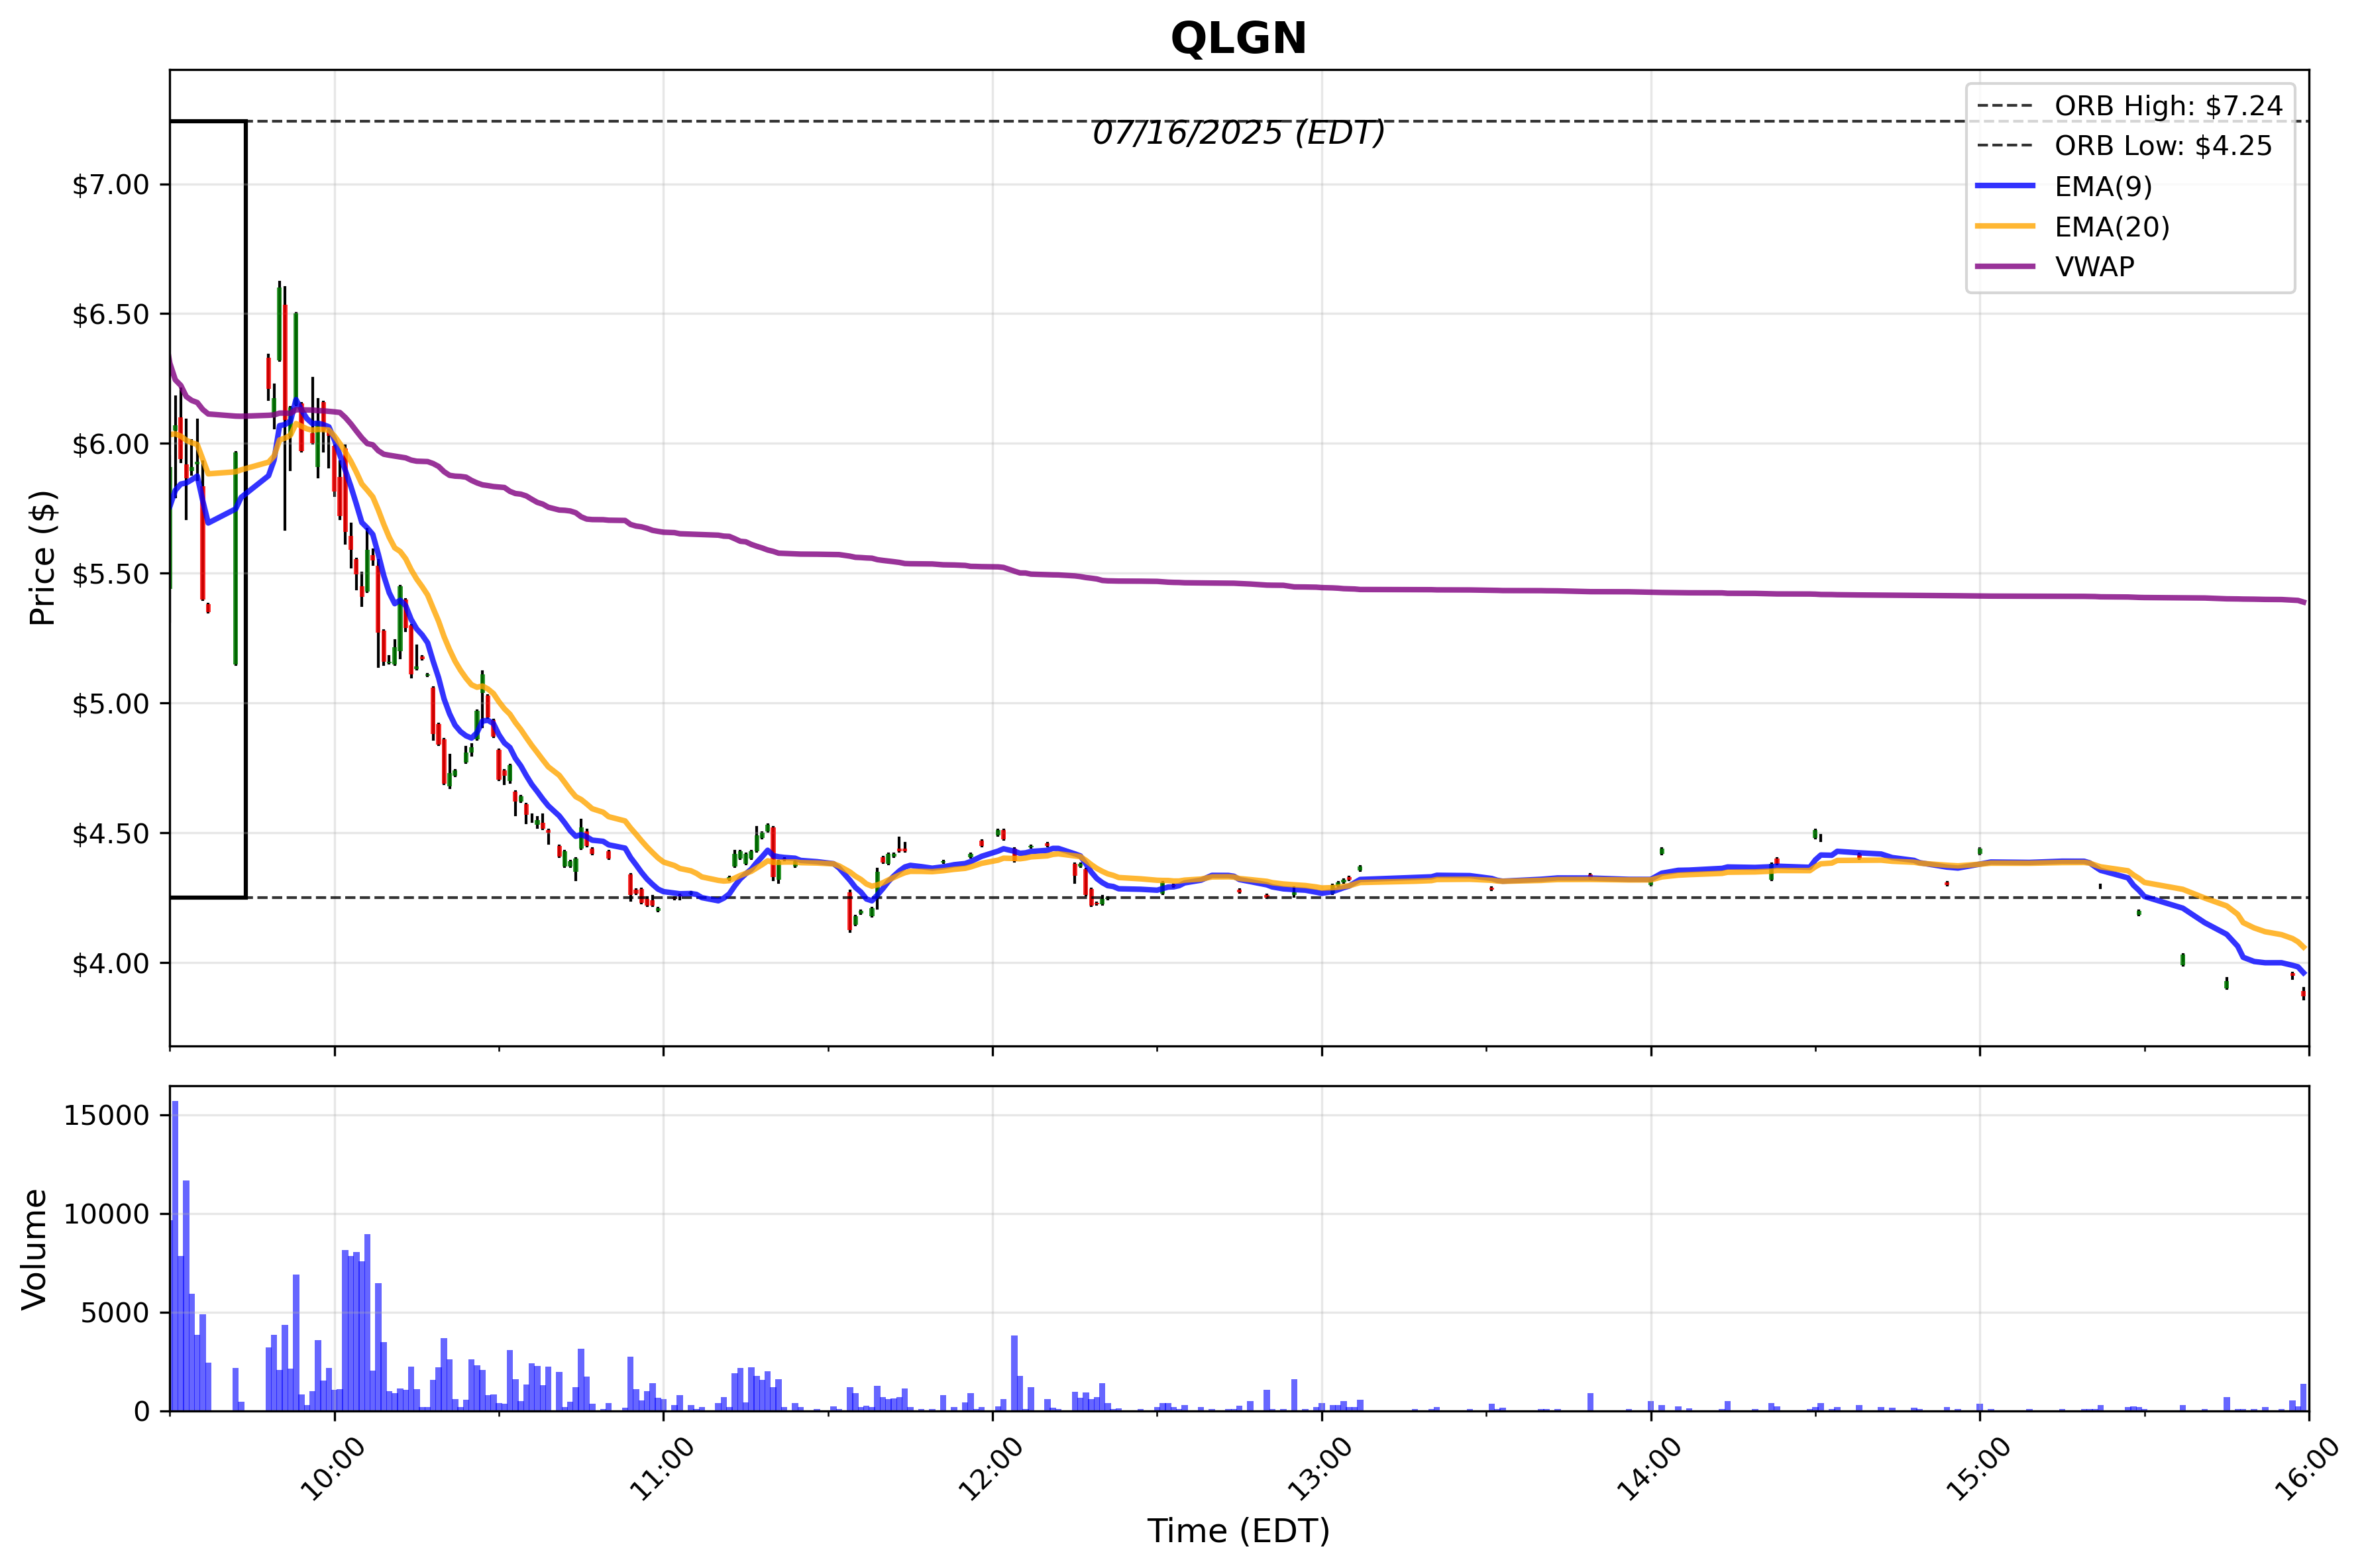 QLGN
07/16/2025 (EDT)
ORB High: $7.24
ORB Low: $4.25
EMA(9)
EMA(20)
VWAP
Price ($)
$7.00
$6.50
$6.00
$5.50
$5.00
$4.50
$4.00
Volume
15000
10000
5000
0
10:00
11:00
12:00
13:00
14:00
15:00
16:00
Time (EDT)